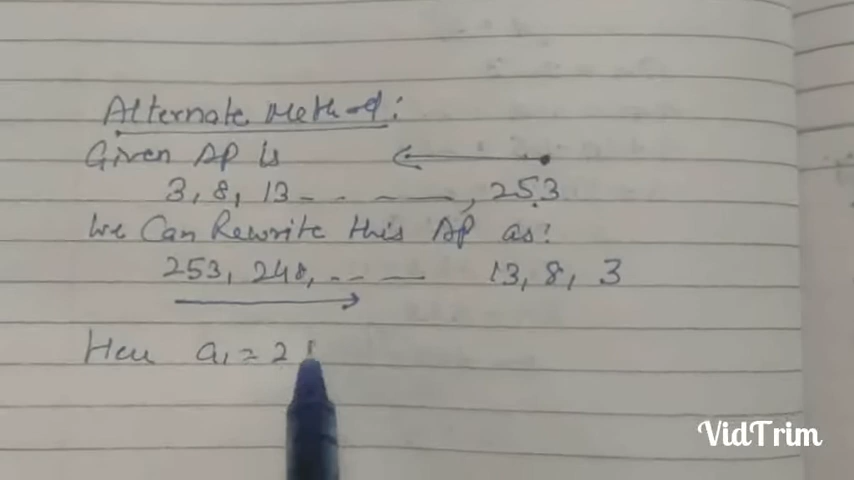 Alternate Method:
Given AP is
3, 8, 13 - - - - —, 253
We Can Rewrite this AP as:
253, 248, - - — 13, 8, 3
Here a₁ = 2
VidTrim